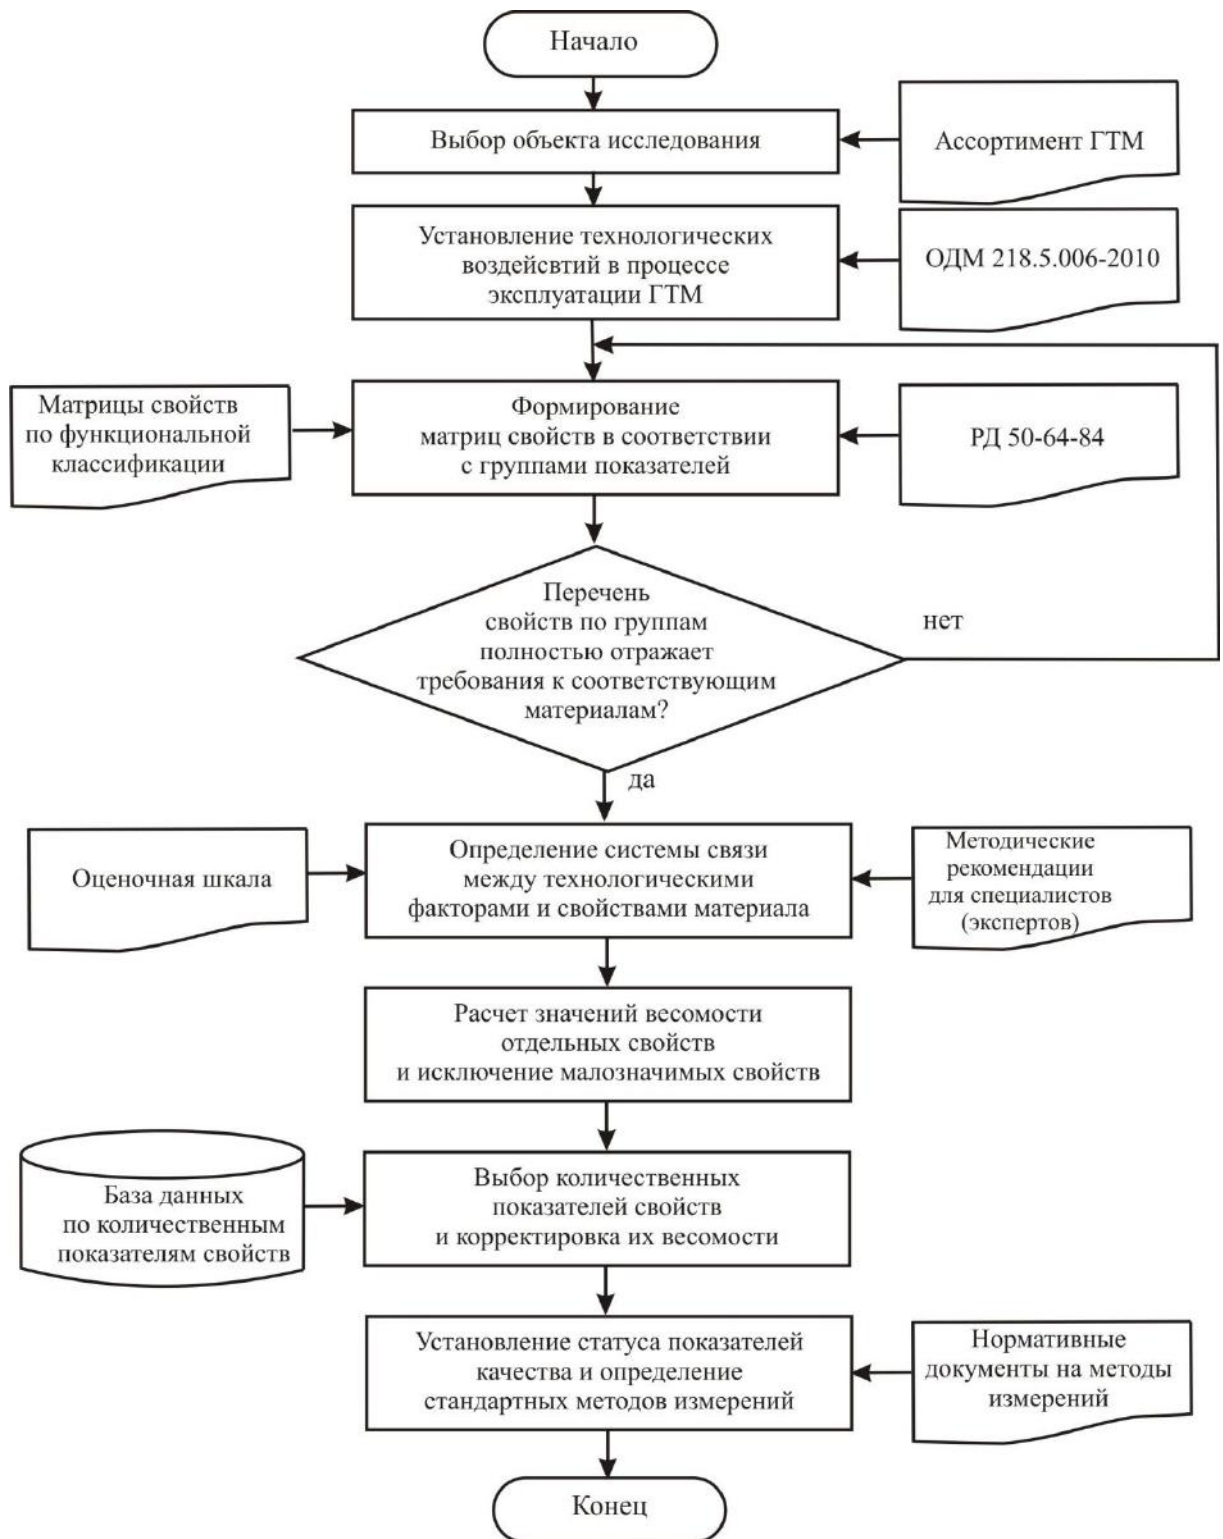 Начало
Выбор объекта исследования
Ассортимент ГТМ
Установление технологических
воздейсвтий в процессе
эксплуатации ГТМ
ОДМ 218.5.006-2010
Матрицы свойств
по функциональной
классификации
Формирование
матриц свойств в соответствии
с группами показателей
РД 50-64-84
Перечень
свойств по группам
полностью отражает
требования к соответствующим
материалам?
нет
да
Оценочная шкала
Определение системы связи
между технологическими
факторами и свойствами материала
Методические
рекомендации
для специалистов
(экспертов)
Расчет значений весомости
отдельных свойств
и исключение малозначимых свойств
База данных
по количественным
показателям свойств
Выбор количественных
показателей свойств
и корректировка их весомости
Установление статуса показателей
качества и определение
стандартных методов измерений
Нормативные
документы на методы
измерений
Конец